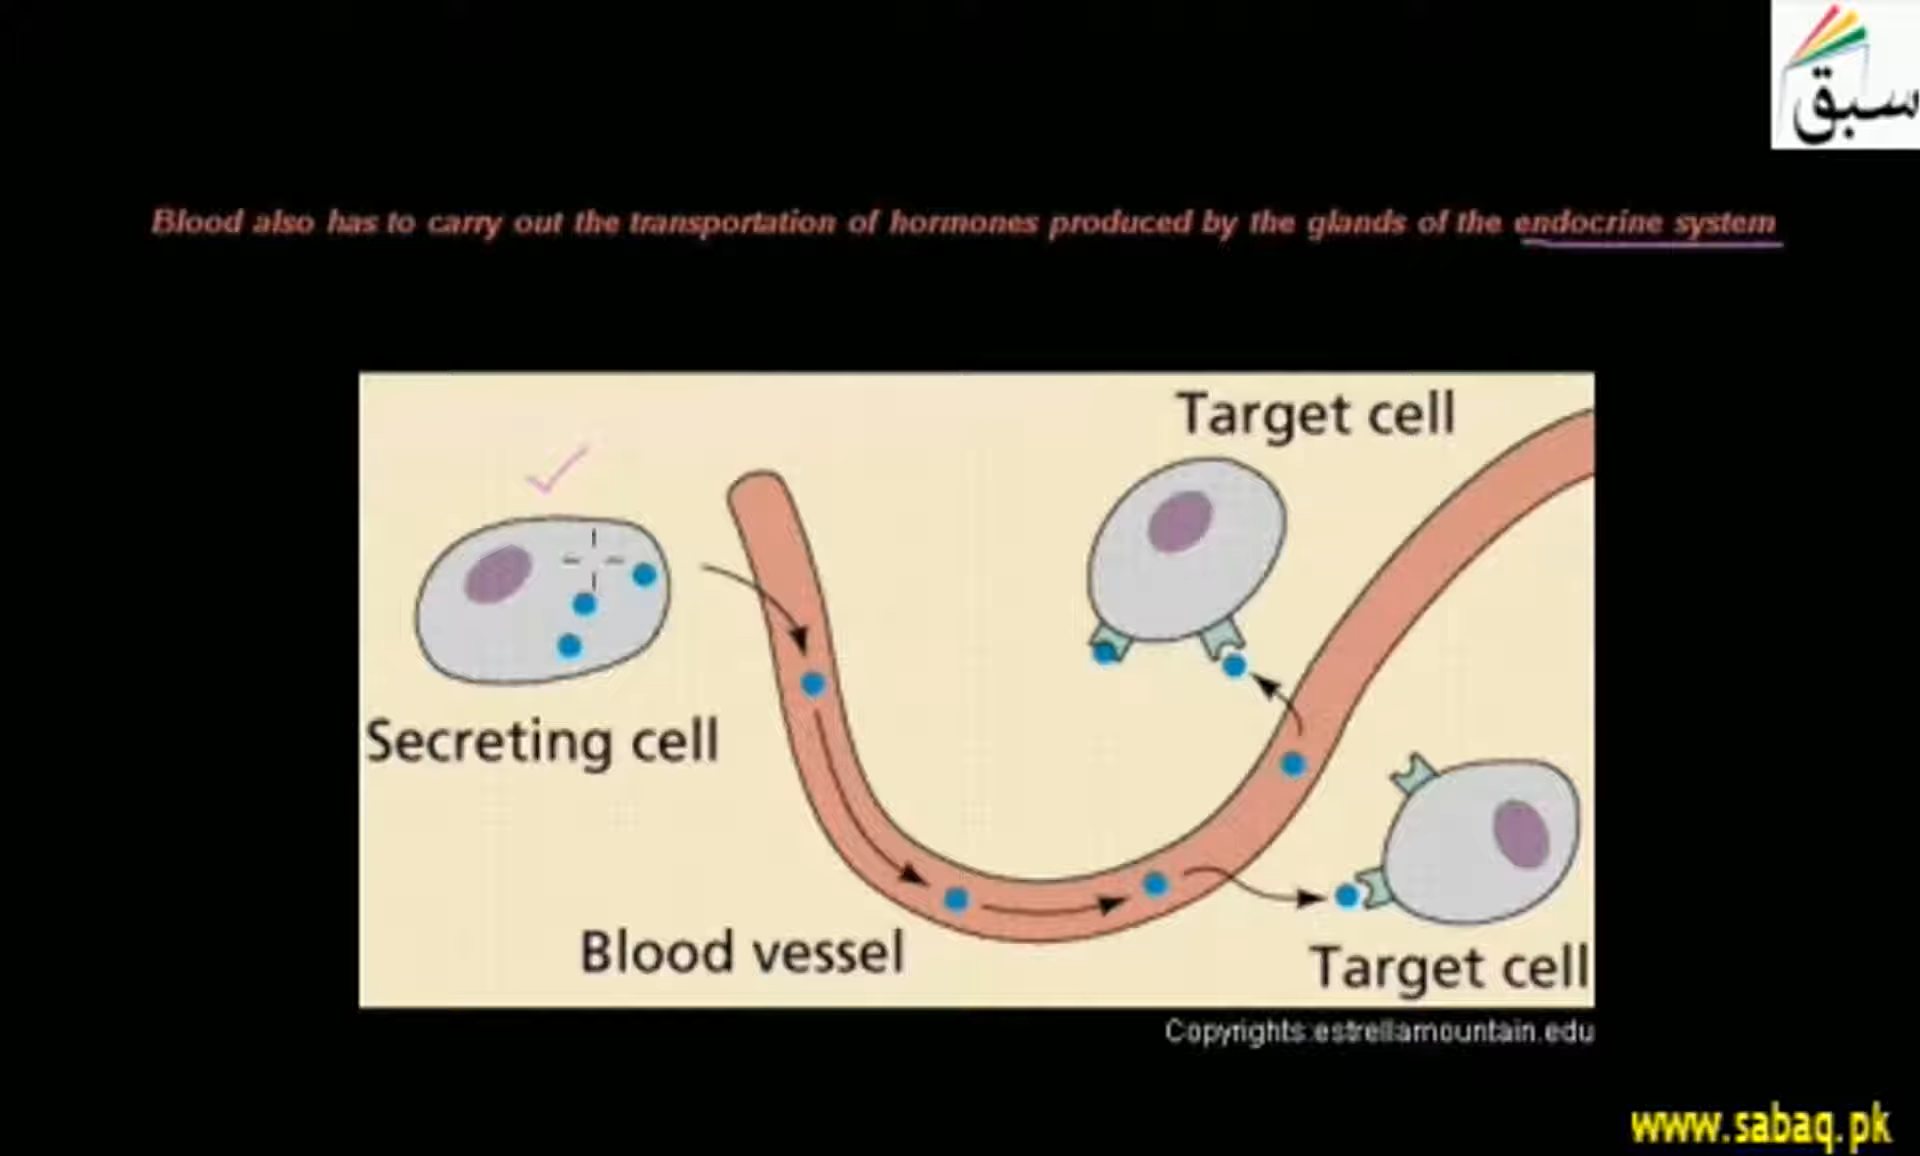 سبق
Blood also has to carry out the transportation of hormones produced by the glands of the endocrine system
Target cell
Secreting cell
Blood vessel
Target cell
Copyrights:estrellamountain.edu
www.sabaq.pk